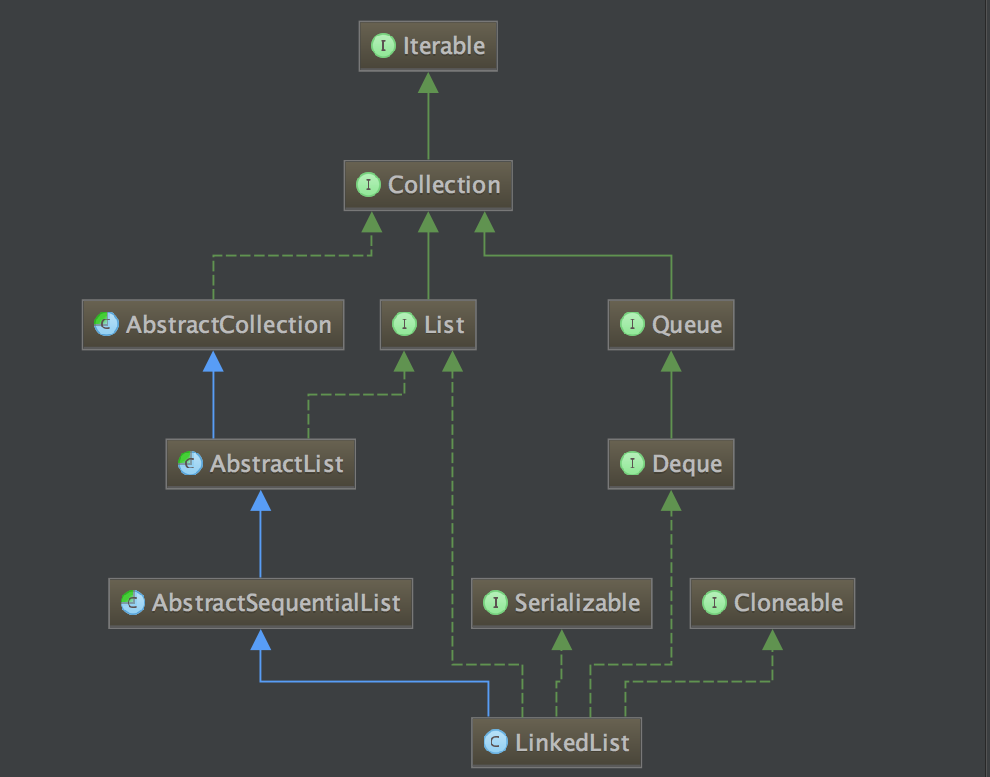 I Iterable
I Collection
C AbstractCollection
I List
I Queue
C AbstractList
I Deque
C AbstractSequentialList
I Serializable
I Cloneable
C LinkedList